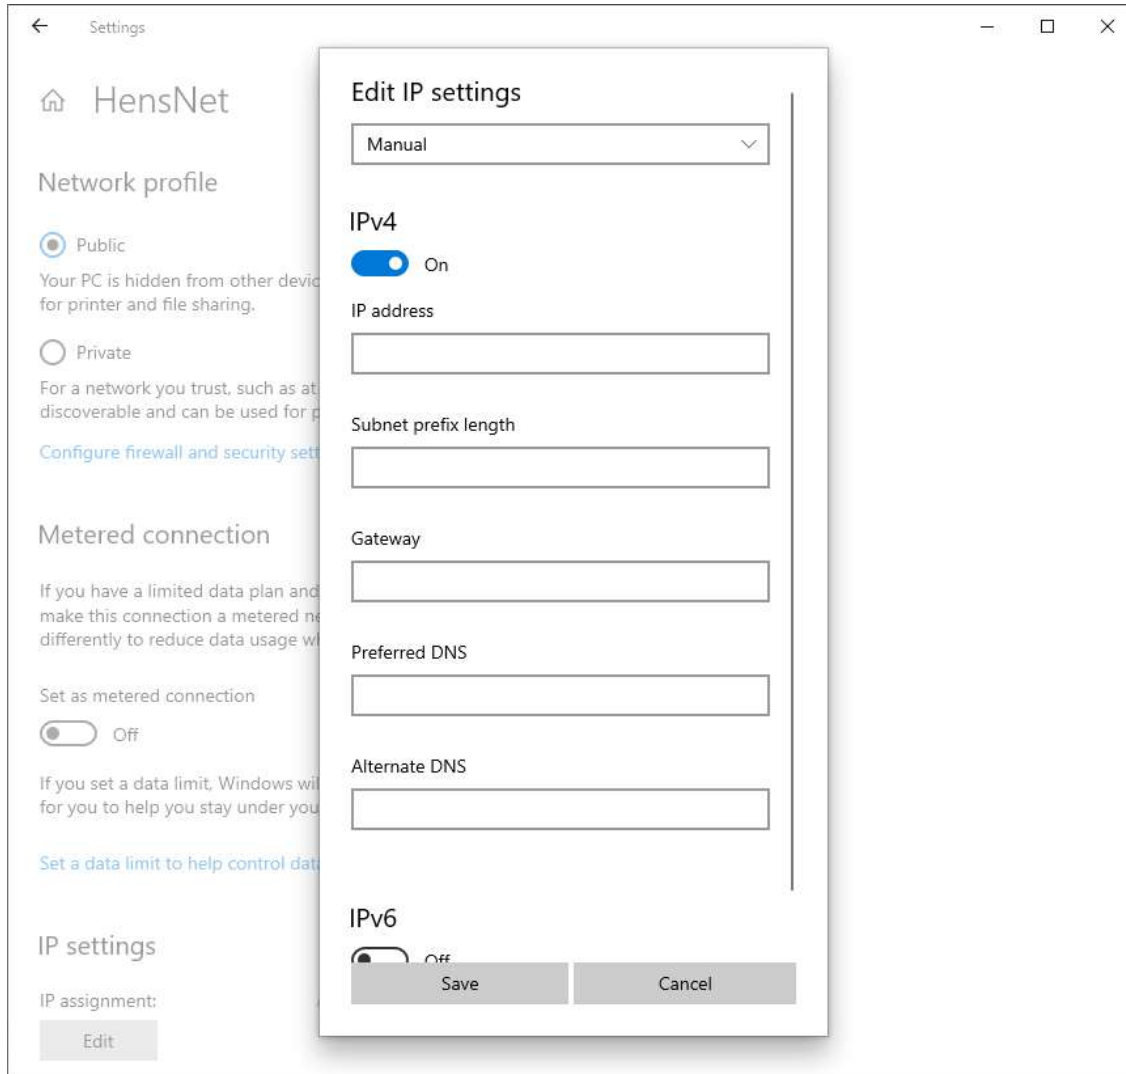 Settings
HensNet
Network profile
Public
Your PC is hidden from other devic
for printer and file sharing.
Private
For a network you trust, such as at
discoverable and can be used for p
Configure firewall and security sett
Metered connection
If you have a limited data plan and
make this connection a metered ne
differently to reduce data usage wh
Set as metered connection
Off
If you set a data limit, Windows wil
for you to help you stay under you
Set a data limit to help control data
IP settings
IP assignment:
Edit
Edit IP settings
Manual
IPv4
On
IP address
Subnet prefix length
Gateway
Preferred DNS
Alternate DNS
IPv6
Off
Save
Cancel